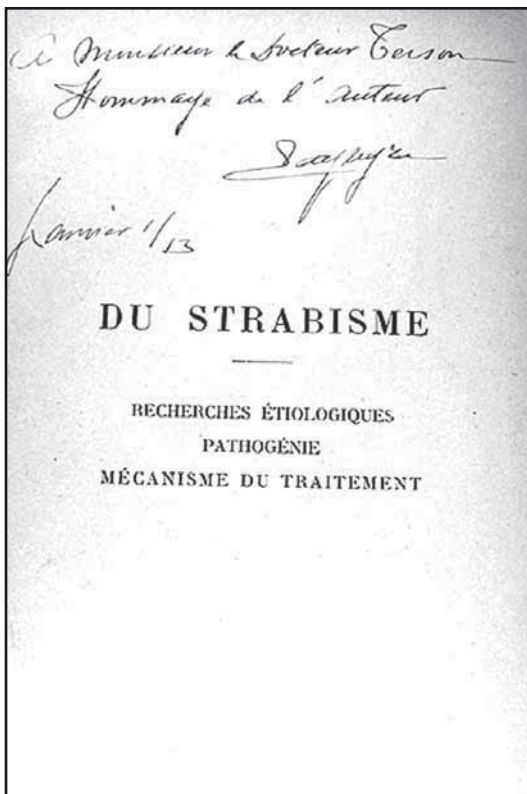 A Monsieur le Docteur Terson
Hommage de l'auteur
Janvier 1/13
DU STRABISME
RECHERCHES ÉTIOLOGIQUES
PATHOGÉNIE
MÉCANISME DU TRAITEMENT